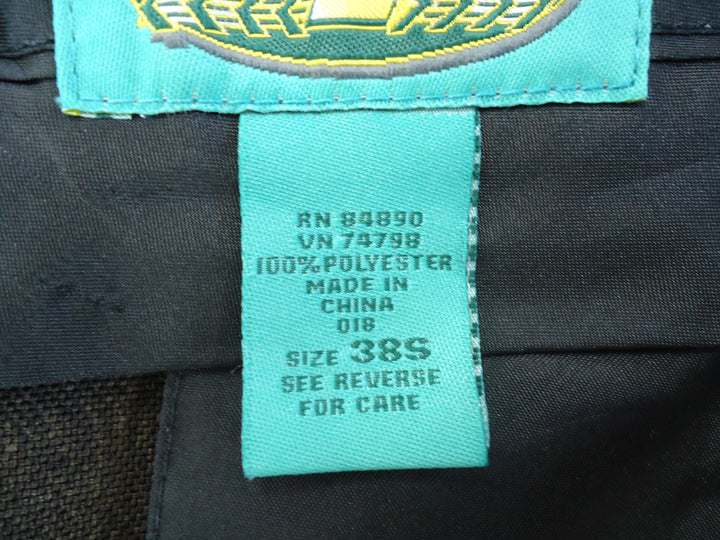 RN 84890
VN 74798
100%POLYESTER
MADE IN
CHINA
018
SIZE 38S
SEE REVERSE
FOR CARE